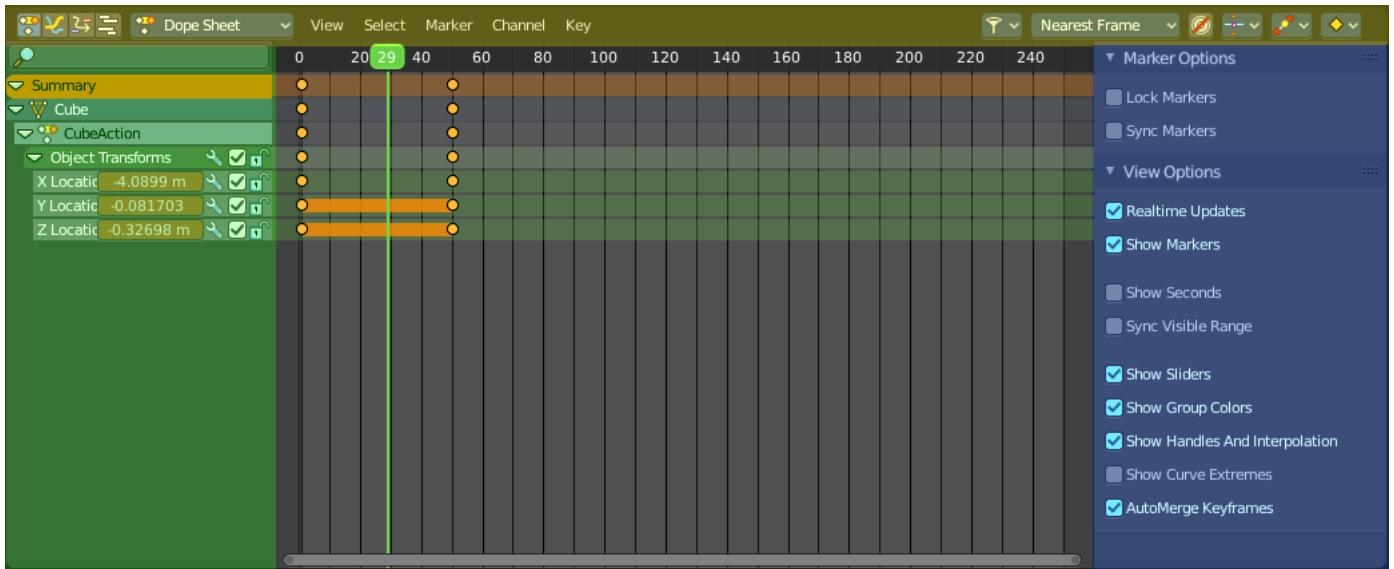 Dope Sheet View Select Marker Channel Key Nearest Frame
0 20 29 40 60 80 100 120 140 160 180 200 220 240
Marker Options
Summary
Lock Markers
Cube
CubeAction
Sync Markers
Object Transforms
View Options
X Locatic -4.0899 m
Y Locatic -0.081703
Realtime Updates
Z Locatic -0.32698 m
Show Markers
Show Seconds
Sync Visible Range
Show Sliders
Show Group Colors
Show Handles And Interpolation
Show Curve Extremes
AutoMerge Keyframes